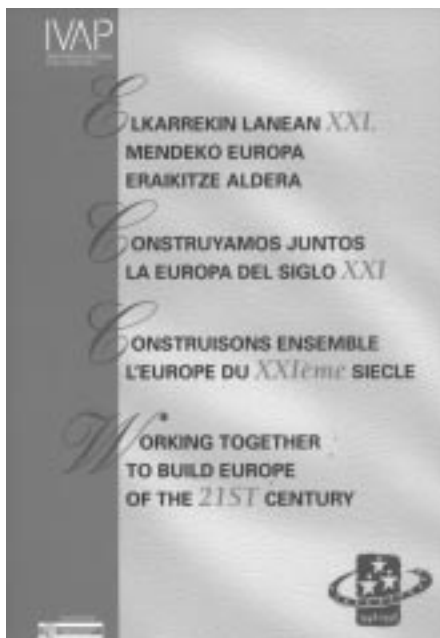 IVAP
ELKARREKIN LANEAN XXI.
MENDEKO EUROPA
ERAIKITZE ALDERA
CONSTRUYAMOS JUNTOS
LA EUROPA DEL SIGLO XXI
CONSTRUISONS ENSEMBLE
L'EUROPE DU XXIème SIECLE
WORKING TOGETHER
TO BUILD EUROPE
OF THE 21ST CENTURY